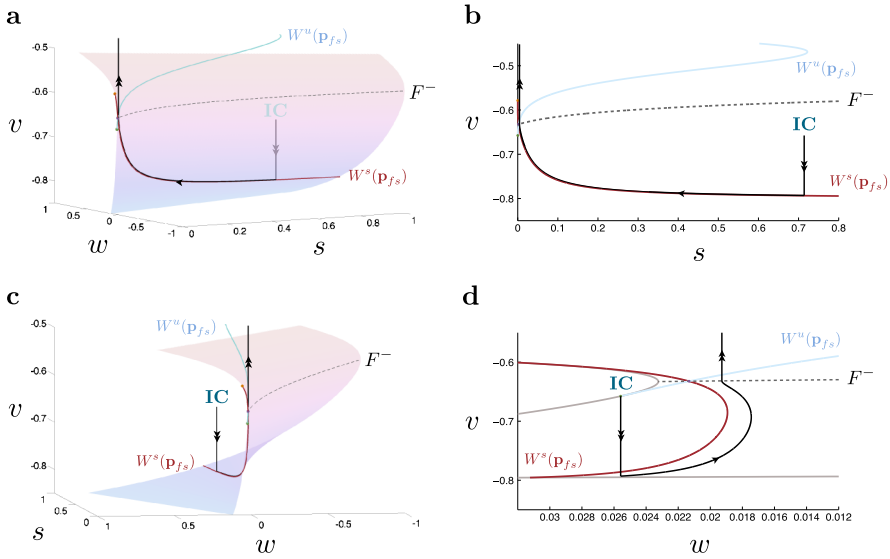 a
-0.5
-0.6
-0.7
-0.8
v
1
0.5
0
-0.5
-1
w
0
0.2
0.4
0.6
0.8
1
s
W^u(p_fs)
F^-
IC
W^s(p_fs)
b
−0.5
−0.6
−0.7
−0.8
v
0
0.1
0.2
0.3
0.4
0.5
0.6
0.7
0.8
s
W^u(p_fs)
F^-
IC
W^s(p_fs)
c
-0.5
-0.6
-0.7
-0.8
v
1
0.5
0
s
1
0.5
0
-0.5
-1
w
W^u(p_fs)
F^-
IC
W^s(p_fs)
d
−0.6
−0.7
−0.8
v
0.03
0.028
0.026
0.024
0.022
0.02
0.018
0.016
0.014
0.012
w
W^u(p_fs)
F^-
IC
W^s(p_fs)